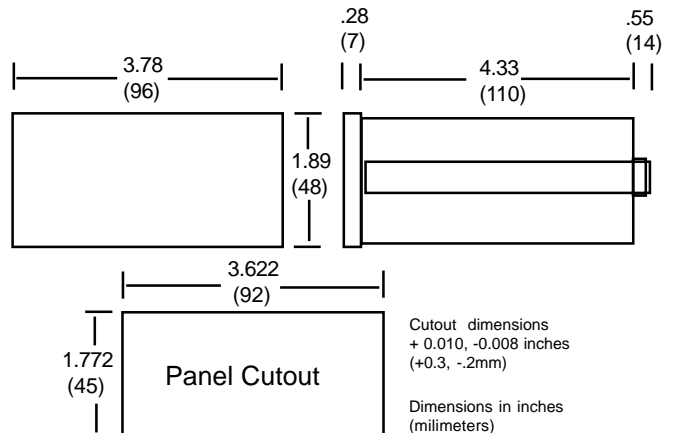 .28
(7)
.55
(14)
3.78
(96)
4.33
(110)
1.89
(48)
3.622
(92)
1.772
(45)
Panel Cutout
Cutout dimensions
+ 0.010, -0.008 inches
(+0.3, -.2mm)
Dimensions in inches
(milimeters)